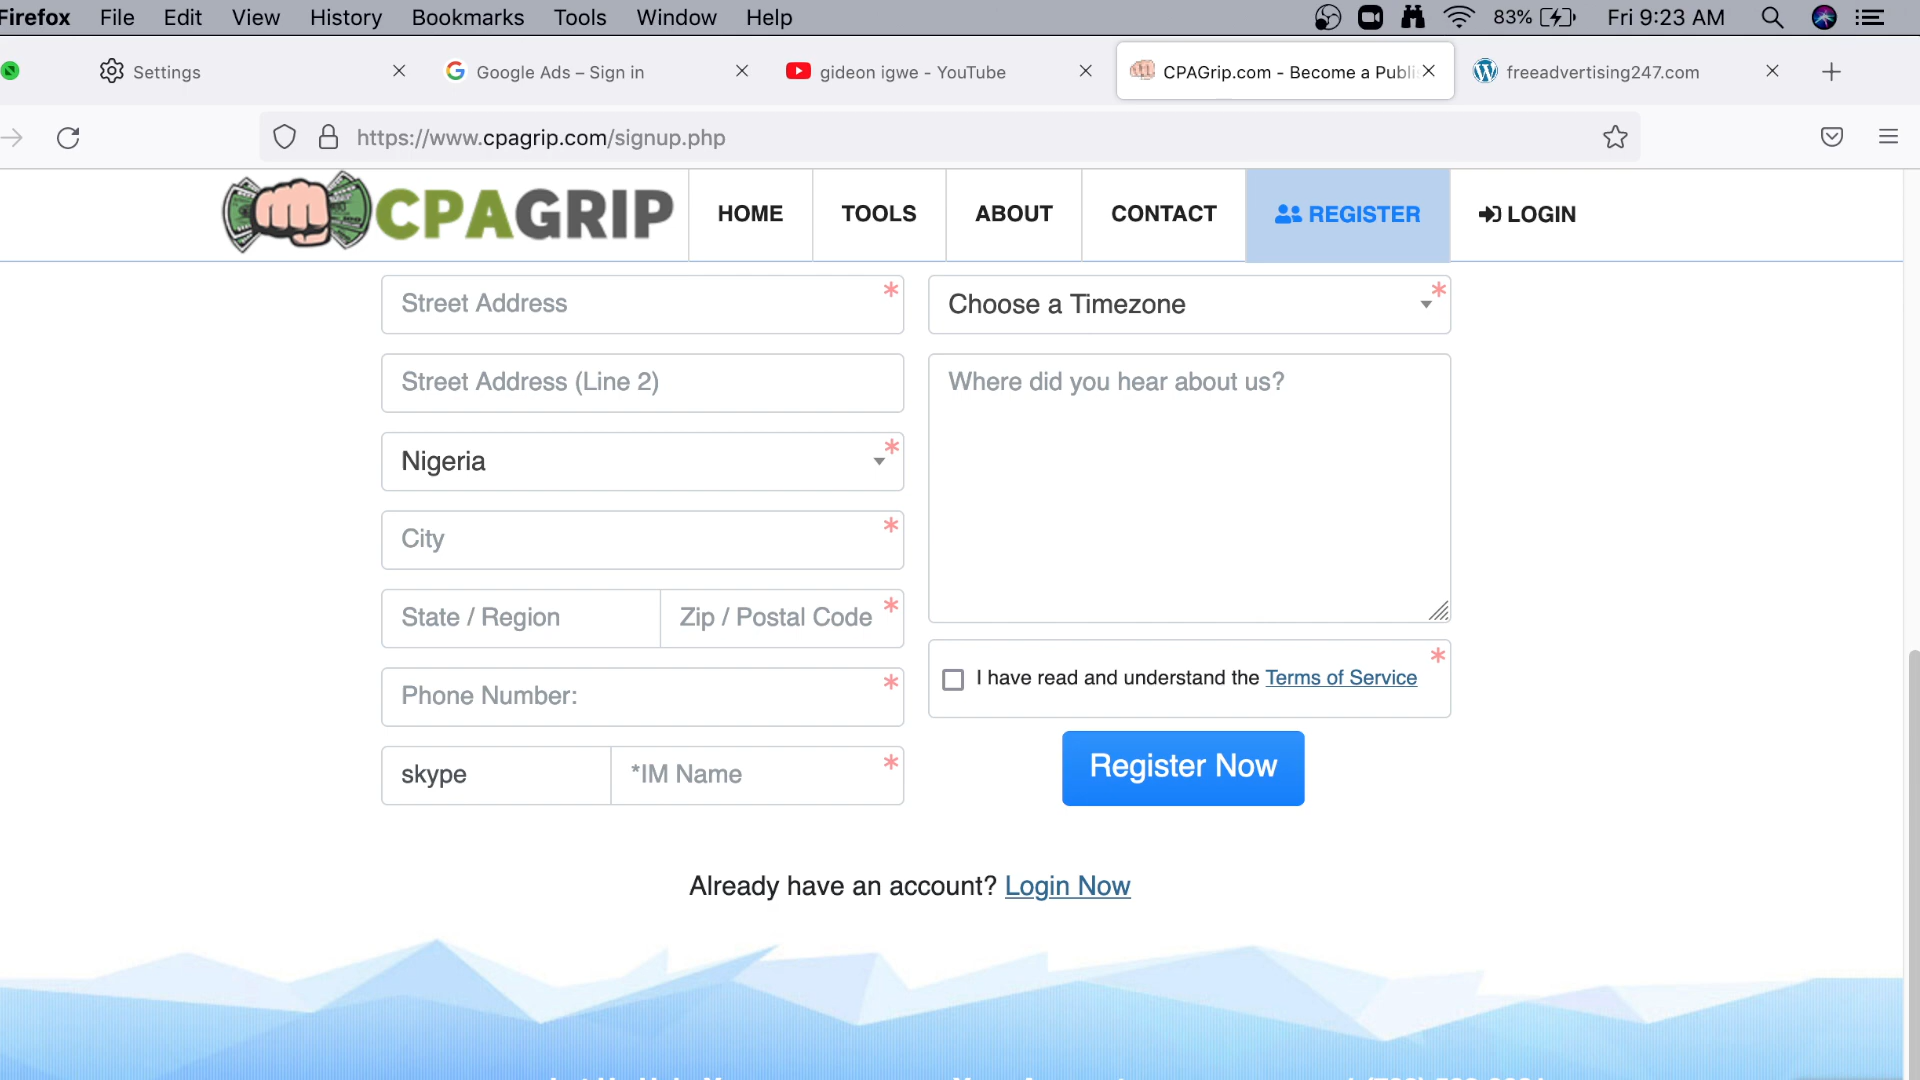 Firefox File Edit View History Bookmarks Tools Window Help 83% Fri 9:23 AM
Settings Google Ads – Sign in gideon igwe - YouTube CPAGrip.com - Become a Publi freeadvertising247.com
https://www.cpagrip.com/signup.php
CPAGRIP HOME TOOLS ABOUT CONTACT REGISTER LOGIN
Street Address * Choose a Timezone *
Street Address (Line 2) Where did you hear about us?
Nigeria *
City *
State / Region Zip / Postal Code *
I have read and understand the Terms of Service *
Phone Number: *
skype *IM Name * Register Now
Already have an account? Login Now